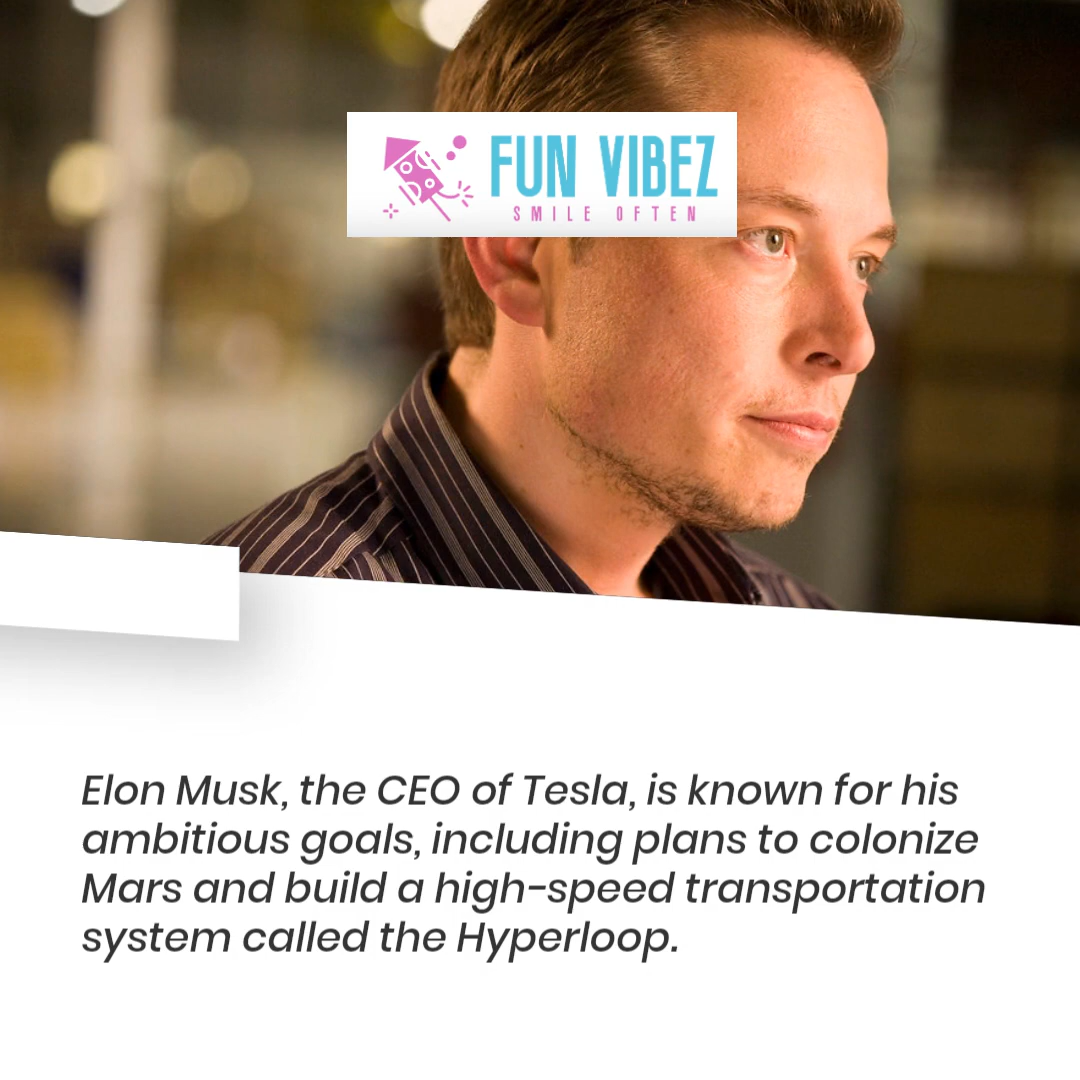 FUN VIBEZ
SMILE OFTEN
Elon Musk, the CEO of Tesla, is known for his
ambitious goals, including plans to colonize
Mars and build a high-speed transportation
system called the Hyperloop.